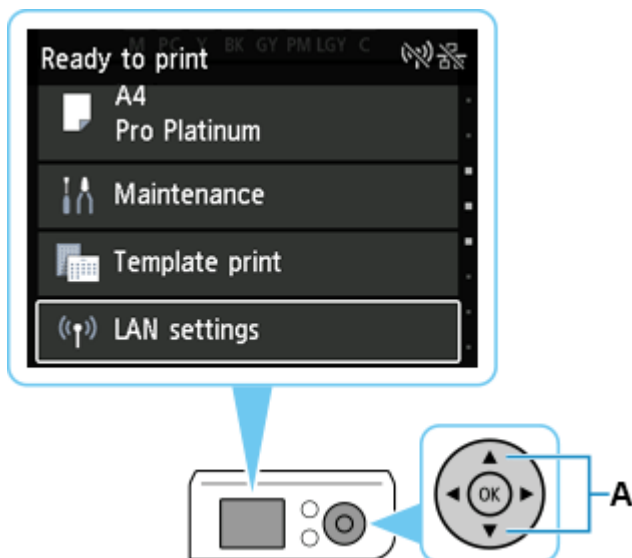 M PC Y BK GY PM LGY C
Ready to print
A4
Pro Platinum
Maintenance
Template print
LAN settings
OK
A